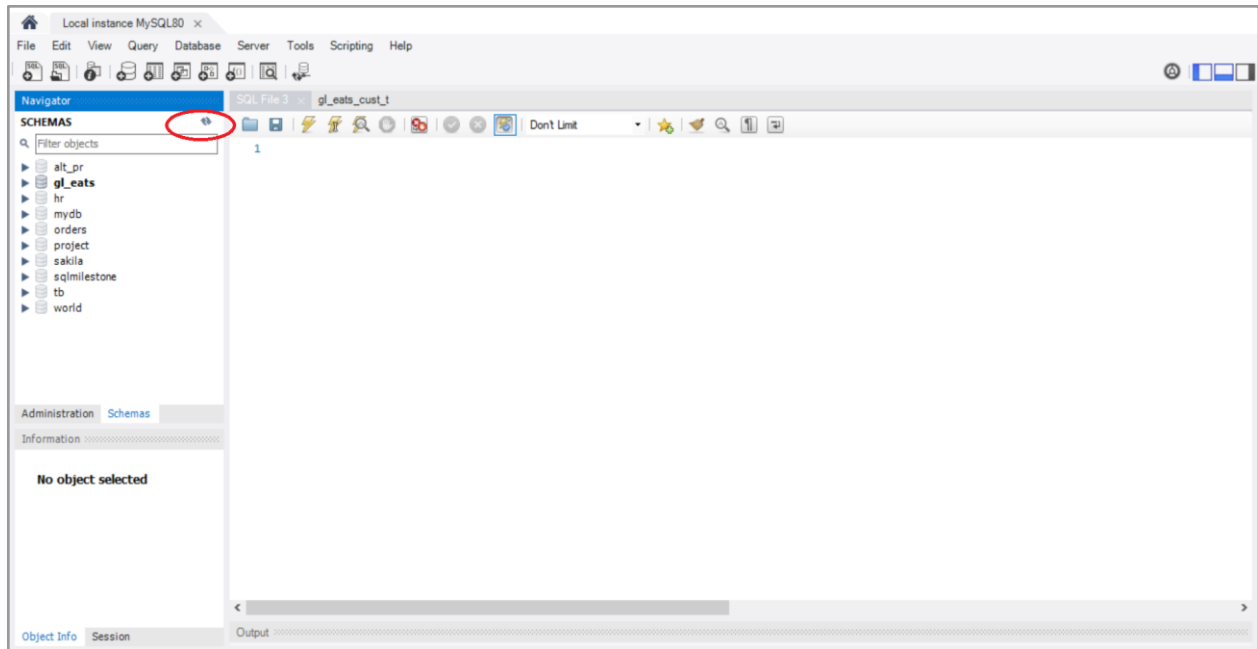 Local instance MySQL80 ×
File Edit View Query Database Server Tools Scripting Help
Navigator
SQL File 3 × gl_eats_cust_t
SCHEMAS
Don't Limit
Filter objects
1
alt_pr
gl_eats
hr
mydb
orders
project
sakila
sqlmilestone
tb
world
Administration Schemas
Information
No object selected
Object Info Session
Output